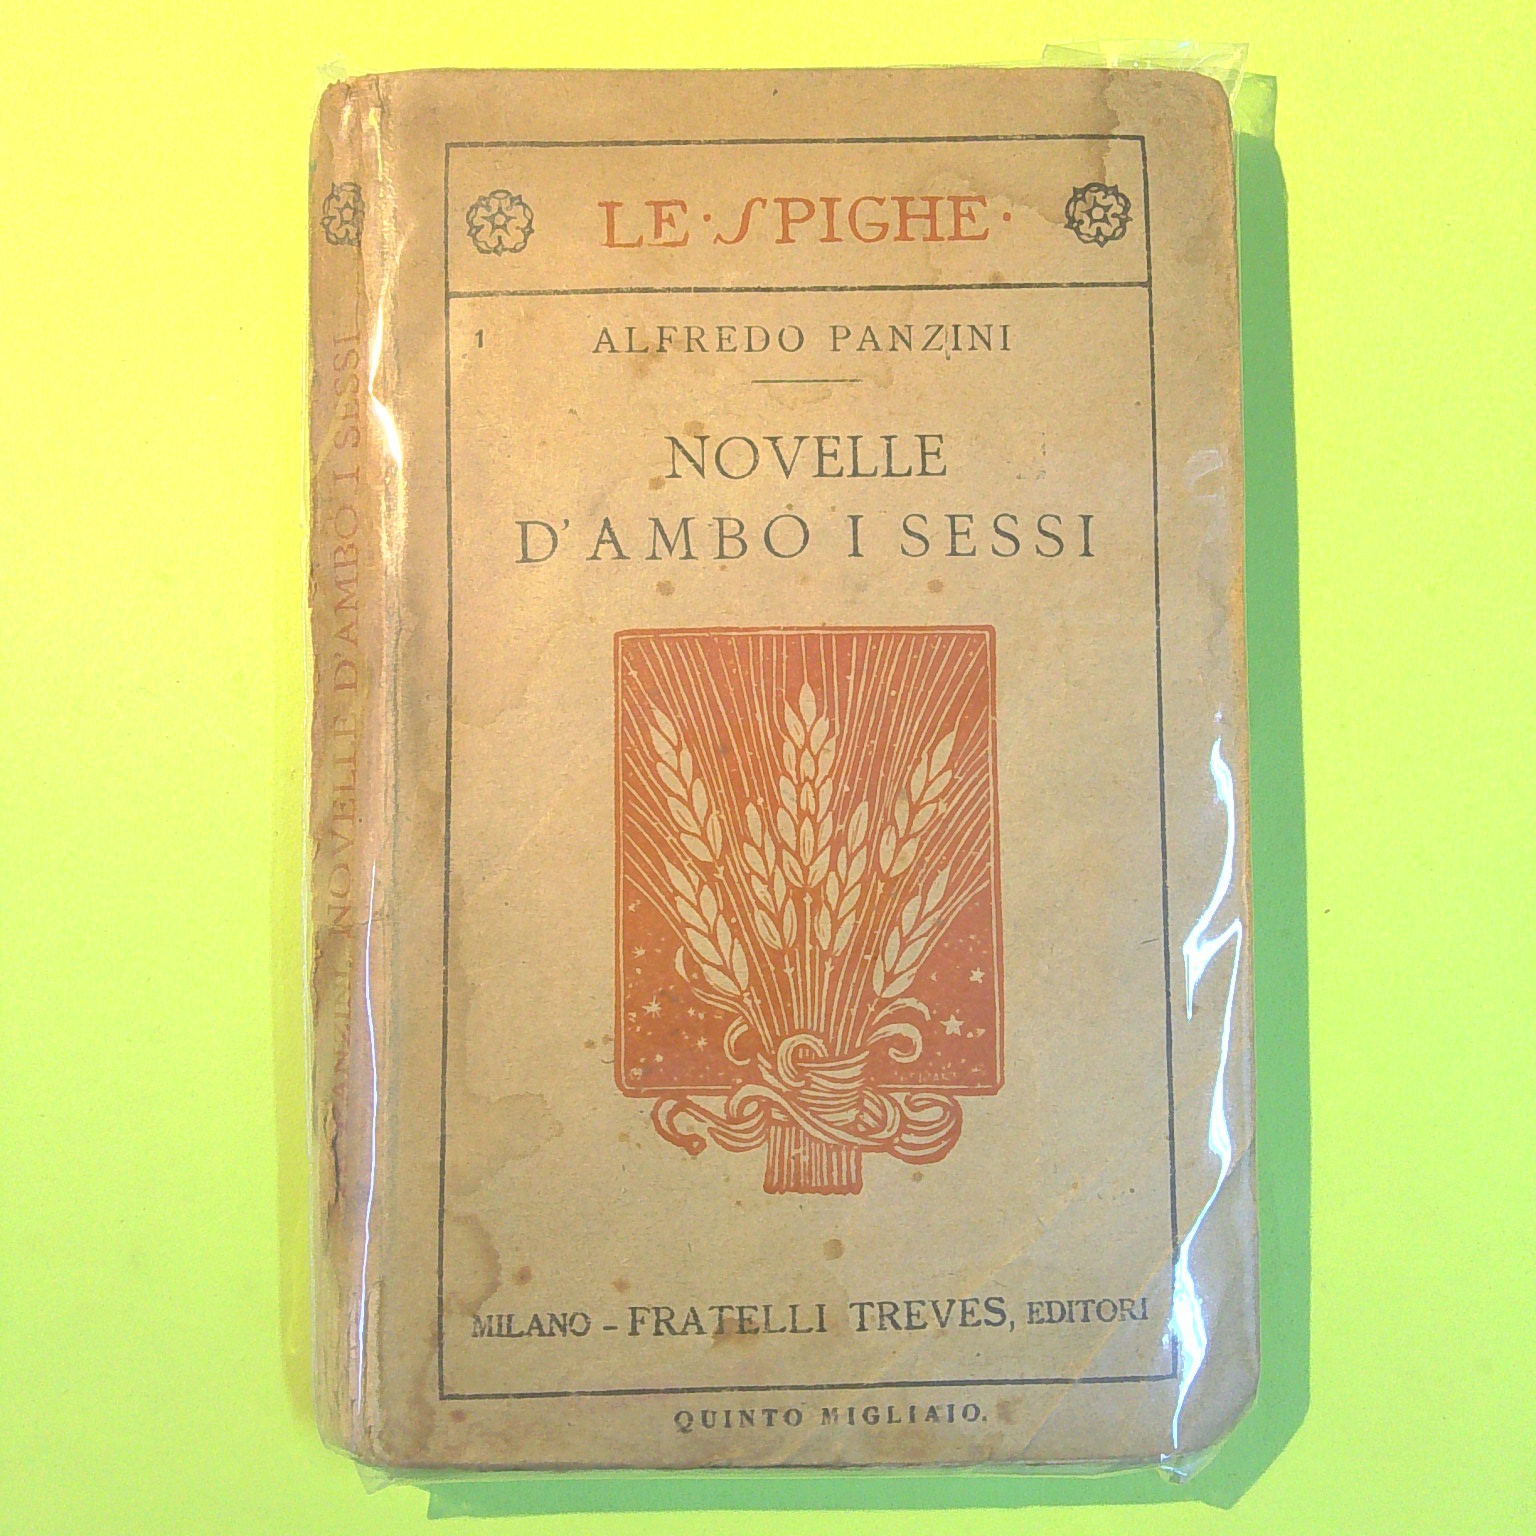 LE · SPIGHE ·
1
ALFREDO PANZINI
NOVELLE
D'AMBO I SESSI
MILANO - FRATELLI TREVES, EDITORI
QUINTO MIGLIAIO.
PANZINI, NOVELLE D'AMBO I SESSI